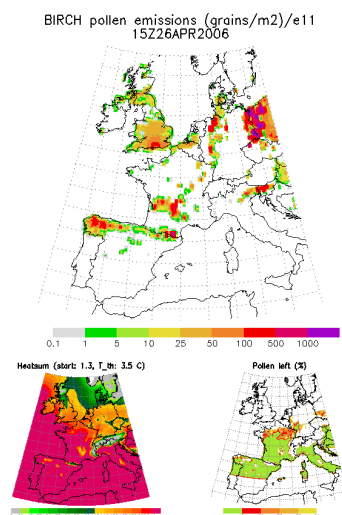 BIRCH pollen emissions (grains/m2)/e11
15Z26APR2006
0.1 1 5 10 25 50 100 500 1000
Heatsum (start: 1.3, T_th: 3.5 C)
Pollen left (%)